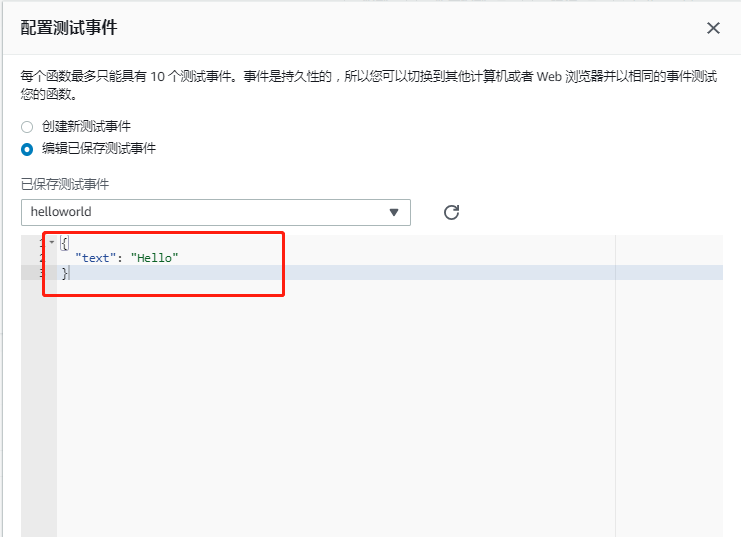 配置测试事件
每个函数最多只能具有 10 个测试事件。事件是持久性的，所以您可以切换到其他计算机或者 Web 浏览器并以相同的事件测试
您的函数。
创建新测试事件
编辑已保存测试事件
已保存测试事件
helloworld
1 {
2 "text": "Hello"
3 }